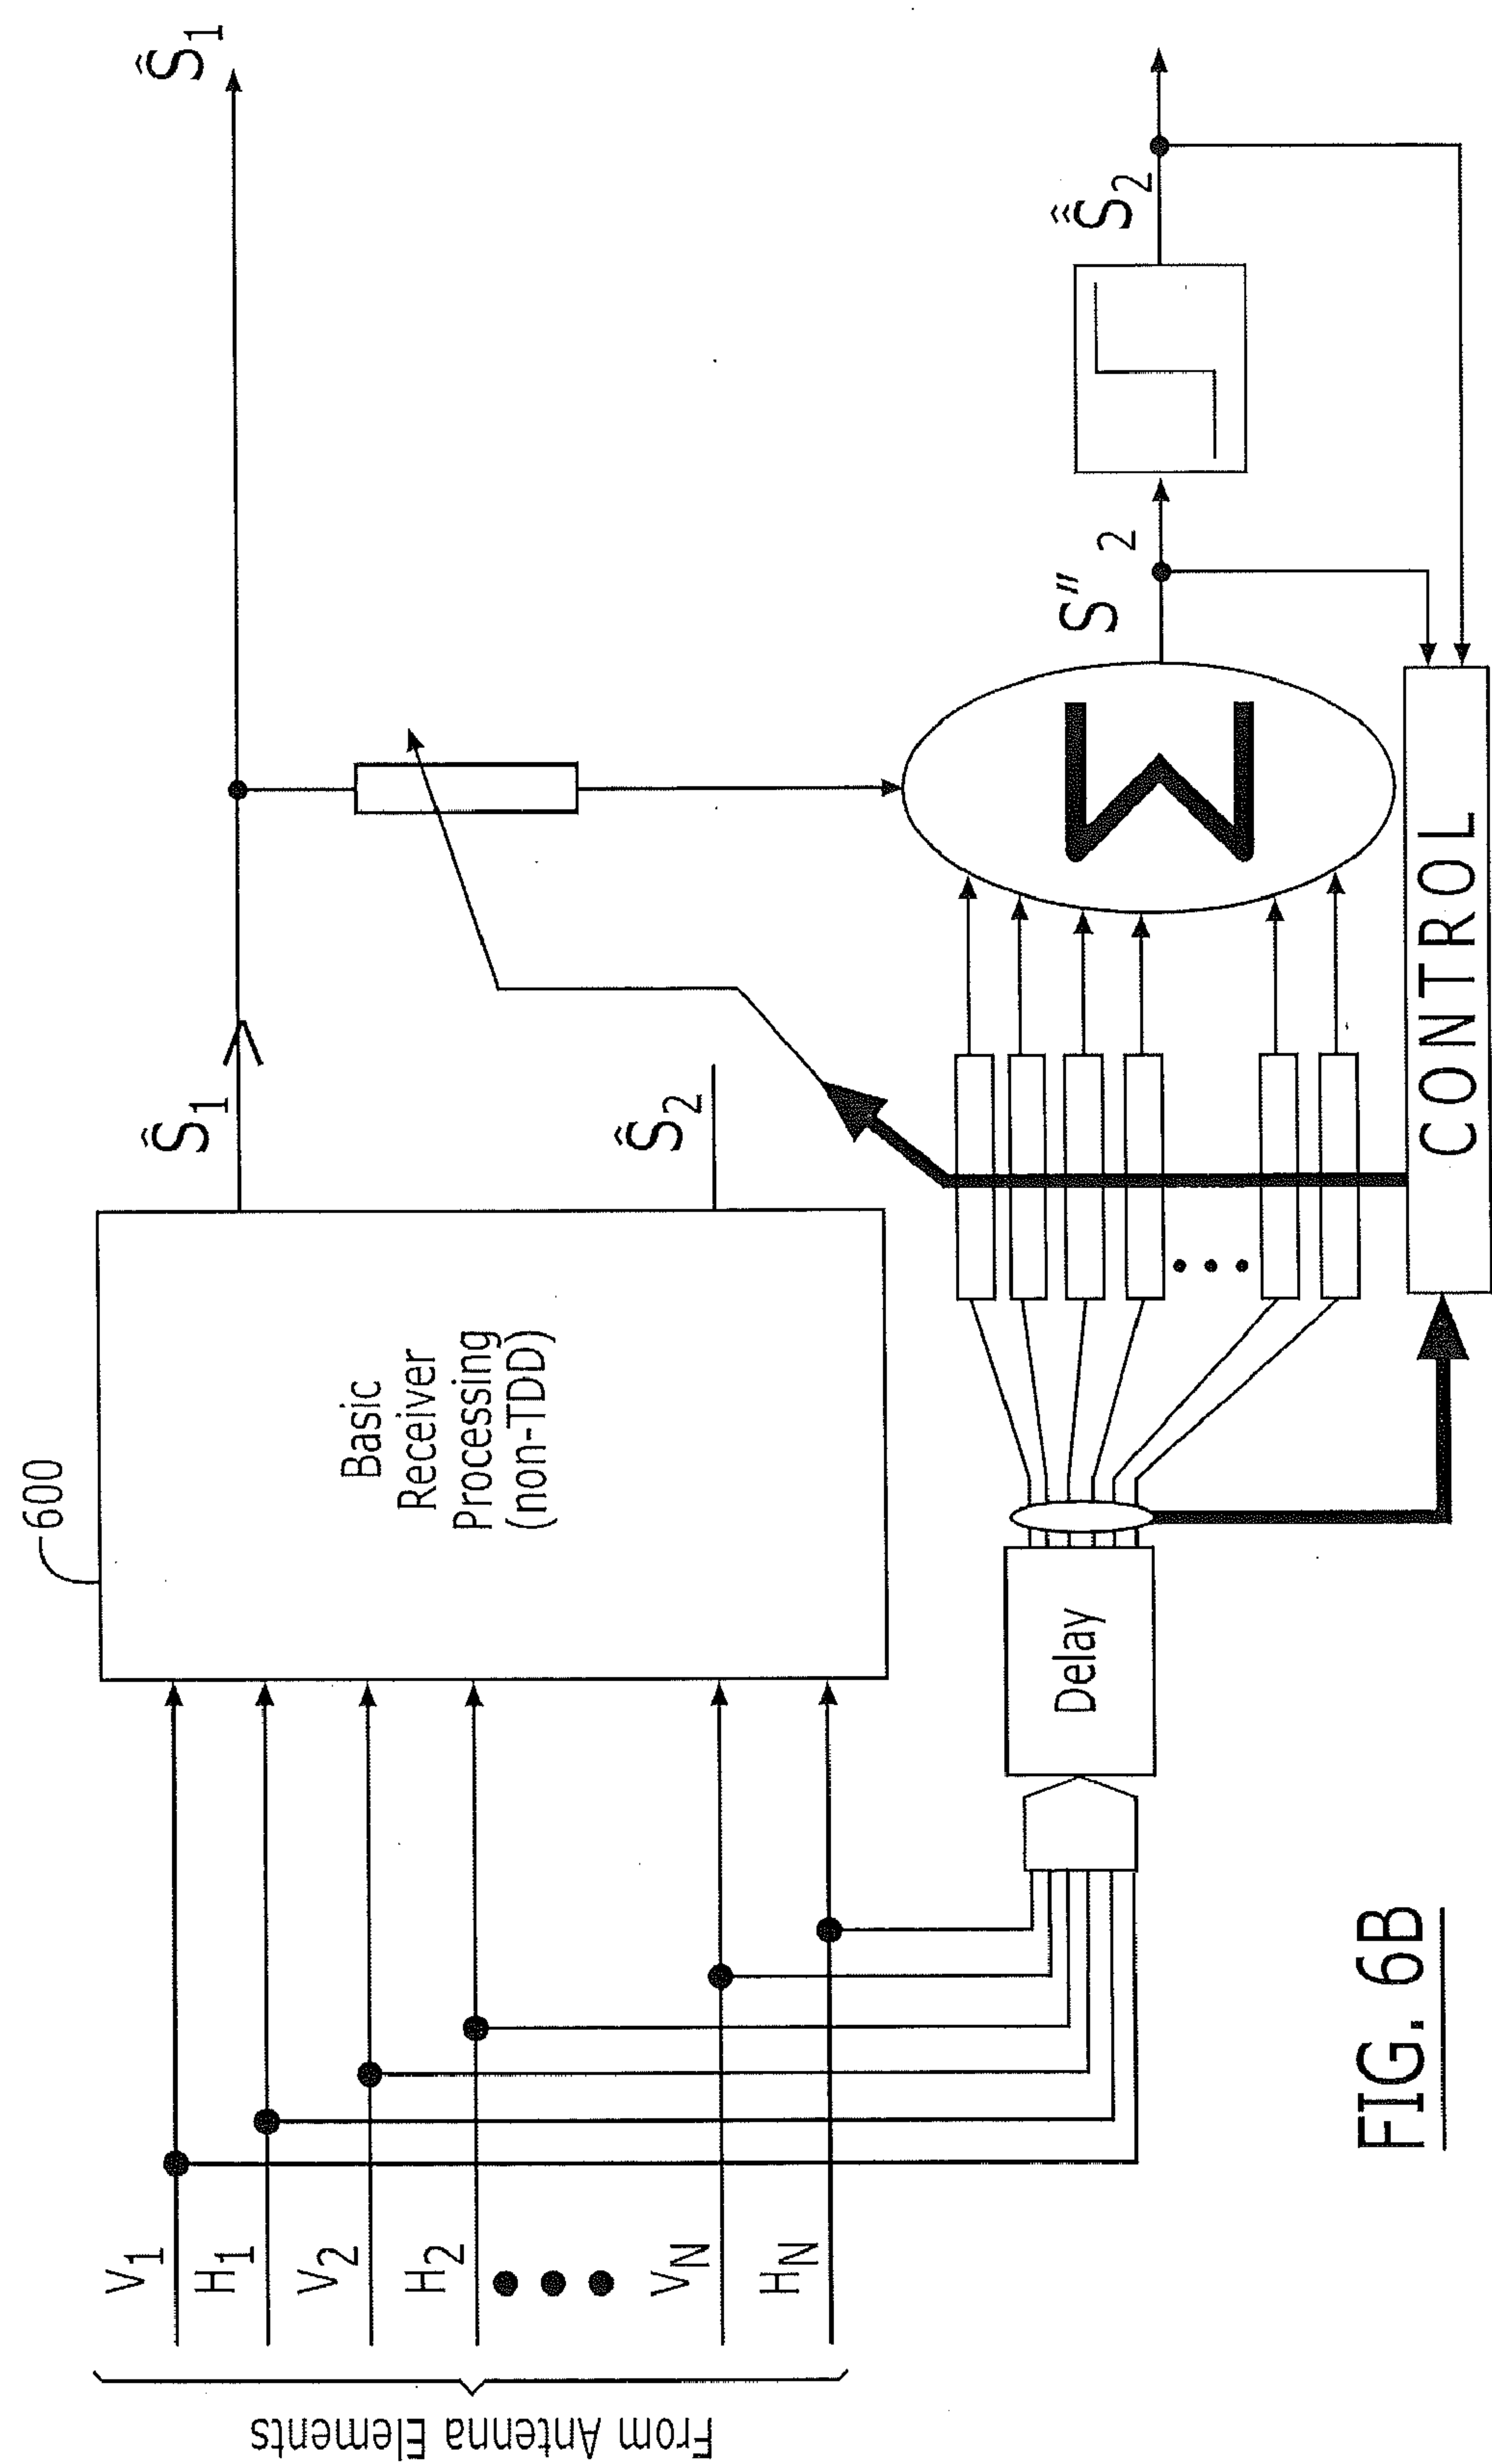 From Antenna Elements
V1
H1
V2
H2
VN
HN
600
Basic
Receiver
Processing
(non-TDD)
Ŝ1
Ŝ2
Ŝ1
Delay
Σ
S″2
Ŝ̂2
CONTROL
FIG. 6B